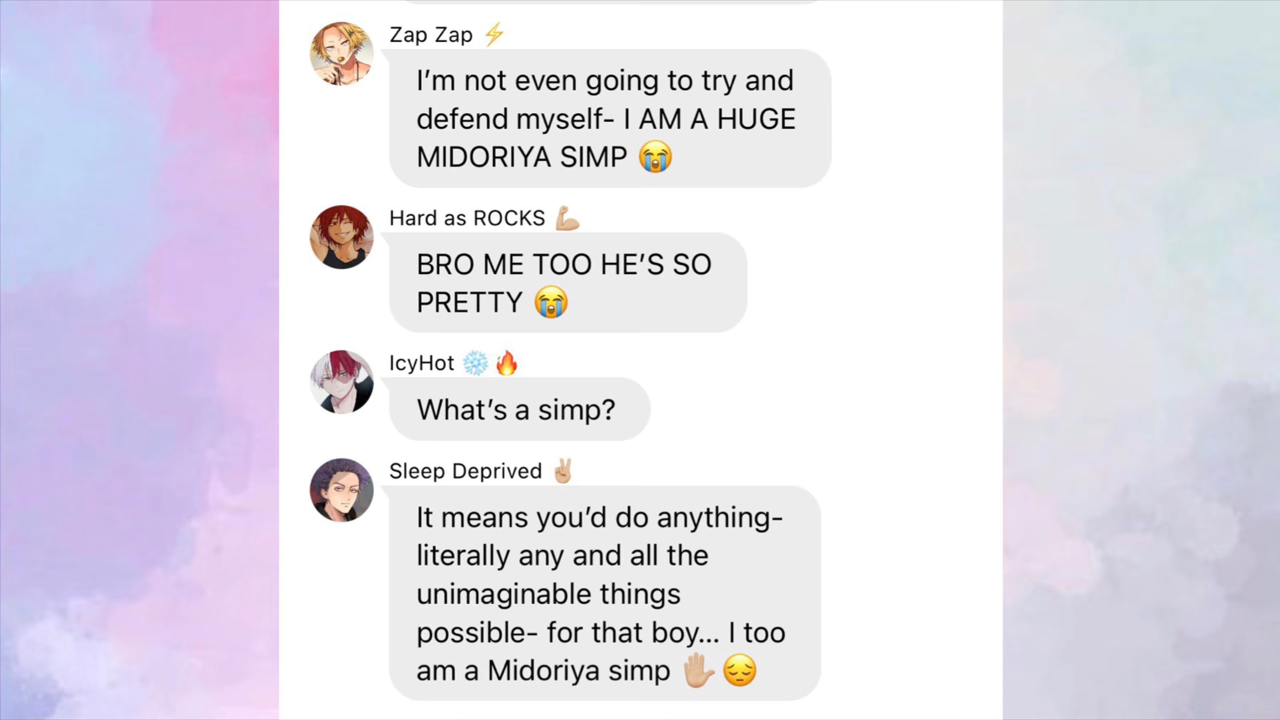 Zap Zap ⚡
I’m not even going to try and
defend myself- I AM A HUGE
MIDORIYA SIMP 😭
Hard as ROCKS 💪🏼
BRO ME TOO HE’S SO
PRETTY 😭
IcyHot ❄️🔥
What’s a simp?
Sleep Deprived ✌🏼
It means you’d do anything-
literally any and all the
unimaginable things
possible- for that boy... I too
am a Midoriya simp ✋🏼😔